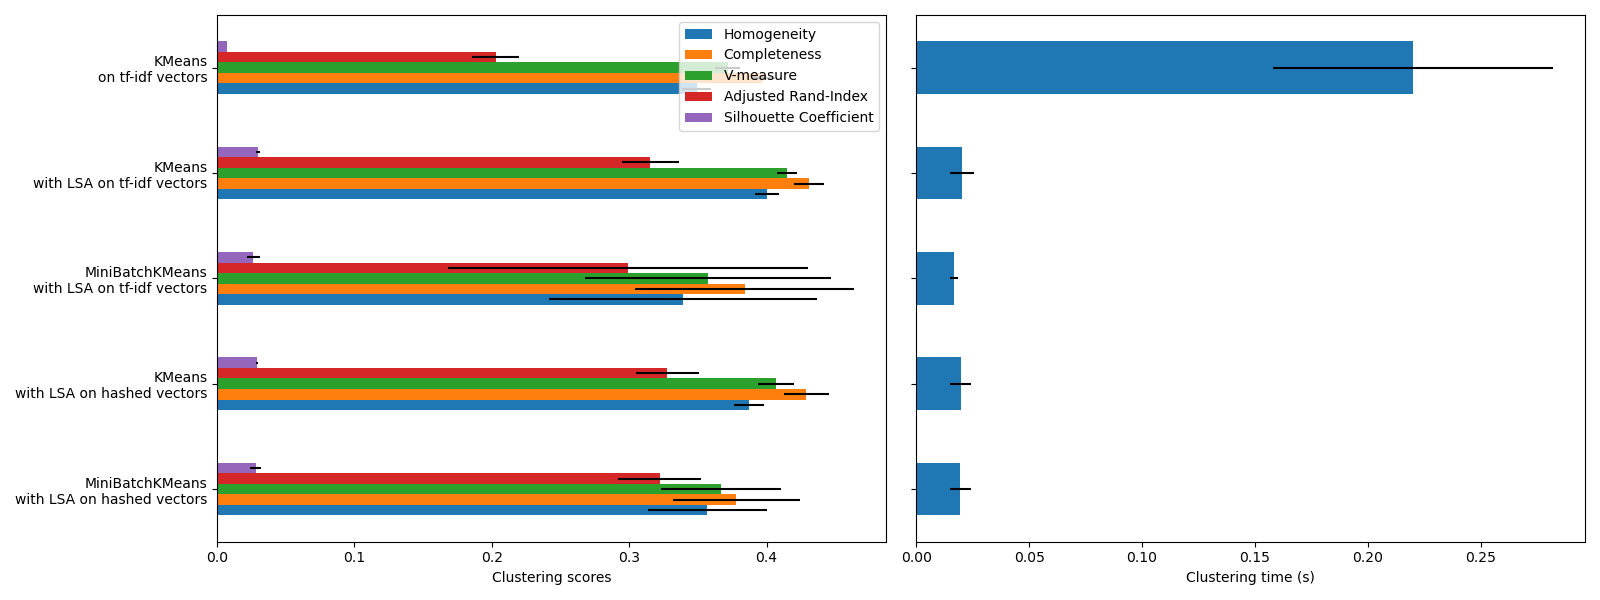 KMeans
on tf-idf vectors
KMeans
with LSA on tf-idf vectors
MiniBatchKMeans
with LSA on tf-idf vectors
KMeans
with LSA on hashed vectors
MiniBatchKMeans
with LSA on hashed vectors
Homogeneity
Completeness
V-measure
Adjusted Rand-Index
Silhouette Coefficient
0.0 0.1 0.2 0.3 0.4
Clustering scores
0.00 0.05 0.10 0.15 0.20 0.25
Clustering time (s)